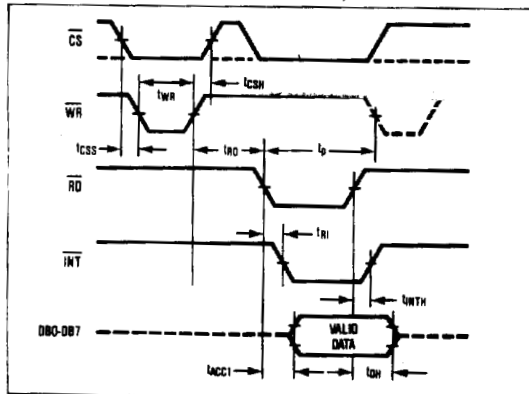 CS
tWR
tCSH
WR
tCSS
tRD
tp
RD
tRI
INT
tINTH
DB0-DB7
VALID
DATA
tACC1
tDH